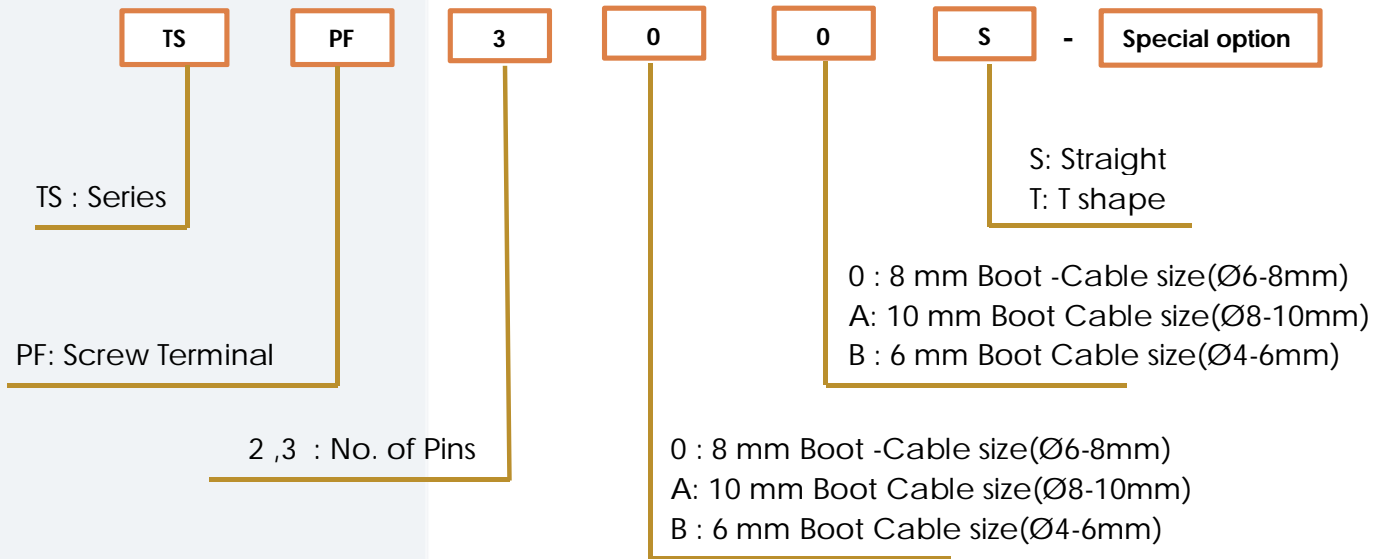 TS PF 3 0 0 S - Special option
S: Straight
T: T shape
TS : Series
0 : 8 mm Boot -Cable size(Ø6-8mm)
A: 10 mm Boot Cable size(Ø8-10mm)
B : 6 mm Boot Cable size(Ø4-6mm)
PF: Screw Terminal
2 ,3 : No. of Pins
0 : 8 mm Boot -Cable size(Ø6-8mm)
A: 10 mm Boot Cable size(Ø8-10mm)
B : 6 mm Boot Cable size(Ø4-6mm)